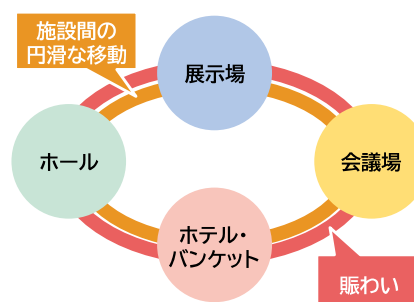 施設間の
円滑な移動
展示場
ホール
会議場
ホテル・
バンケット
賑わい